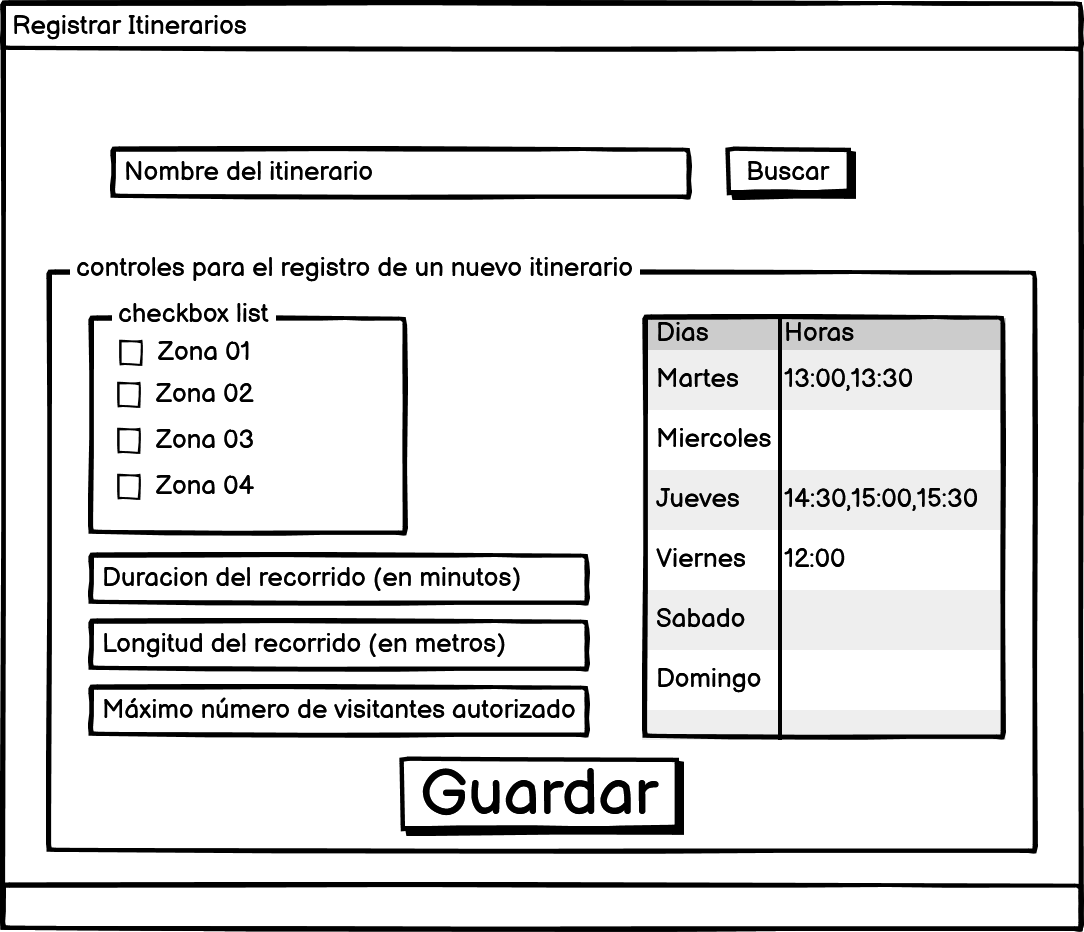 Registrar Itinerarios
Nombre del itinerario
Buscar
controles para el registro de un nuevo itinerario
checkbox list
Zona 01
Zona 02
Zona 03
Zona 04
Duracion del recorrido (en minutos)
Longitud del recorrido (en metros)
Máximo número de visitantes autorizado
Dias Horas
Martes 13:00,13:30
Miercoles
Jueves 14:30,15:00,15:30
Viernes 12:00
Sabado
Domingo
Guardar